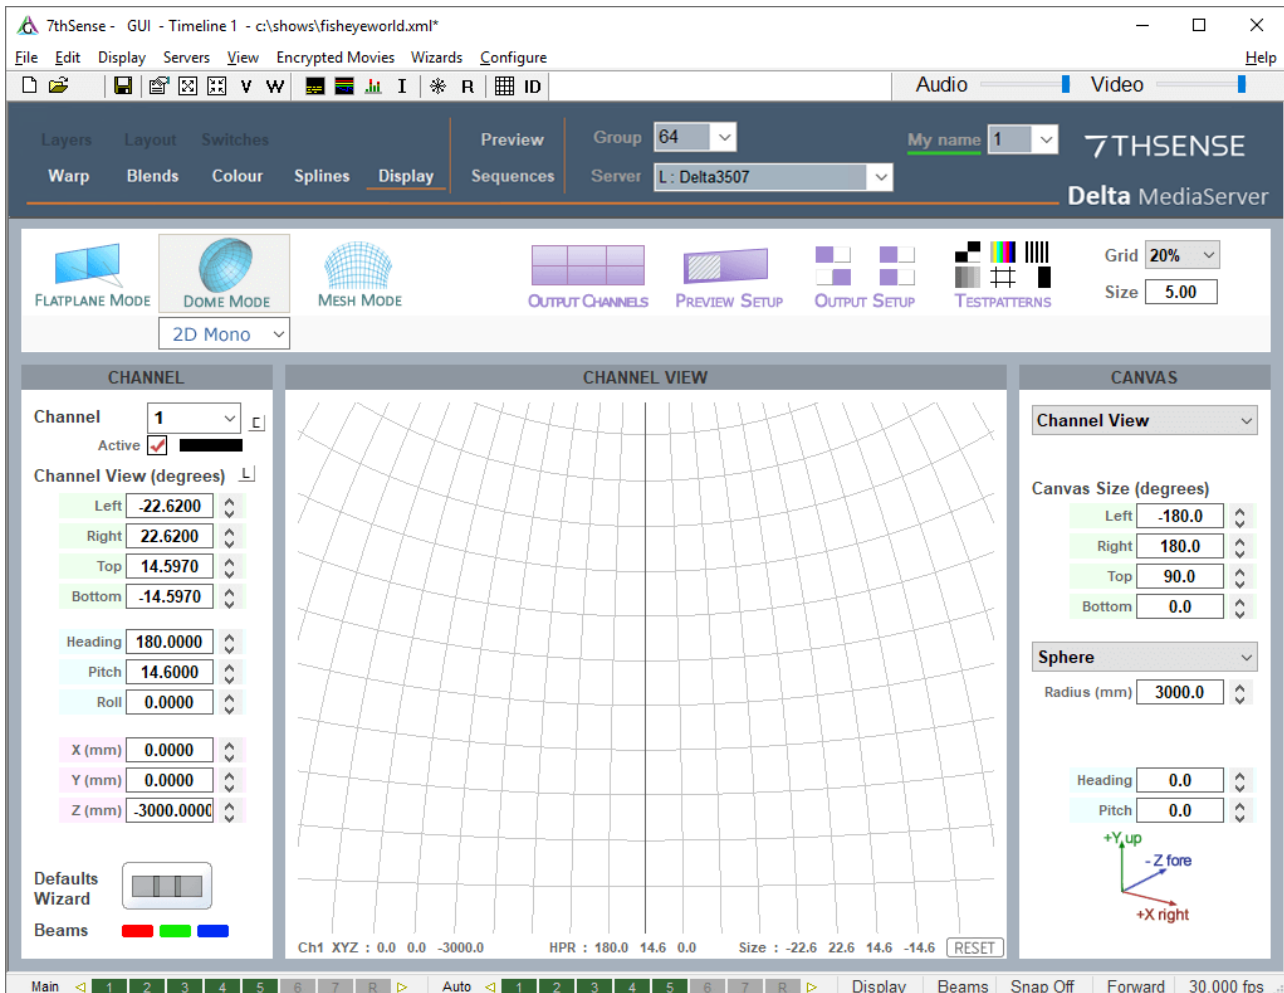 7thSense - GUI - Timeline 1 - c:\shows\fisheyeworld.xml*
File Edit Display Servers View Encrypted Movies Wizards Configure Help
V W I R ID Audio Video
Layers Layout Switches Preview Group 64 My name 1 7THSENSE
Warp Blends Colour Splines Display Sequences Server L : Delta3507
Delta MediaServer
Grid 20%
FLATPLANE MODE DOME MODE MESH MODE OUTPUT CHANNELS PREVIEW SETUP OUTPUT SETUP TESTPATTERNS Size 5.00
2D Mono
CHANNEL CHANNEL VIEW CANVAS
Channel 1 C
Active
Channel View (degrees) L
Left -22.6200
Right 22.6200
Top 14.5970
Bottom -14.5970
Heading 180.0000
Pitch 14.6000
Roll 0.0000
X (mm) 0.0000
Y (mm) 0.0000
Z (mm) -3000.0000
Defaults
Wizard
Beams
Ch1 XYZ : 0.0 0.0 -3000.0 HPR : 180.0 14.6 0.0 Size : -22.6 22.6 14.6 -14.6 RESET
Channel View
Canvas Size (degrees)
Left -180.0
Right 180.0
Top 90.0
Bottom 0.0
Sphere
Radius (mm) 3000.0
Heading 0.0
Pitch 0.0
+Y up
- Z fore
+X right
Main 1 2 3 4 5 6 7 R Auto 1 2 3 4 5 6 7 R Display Beams Snap Off Forward 30.000 fps